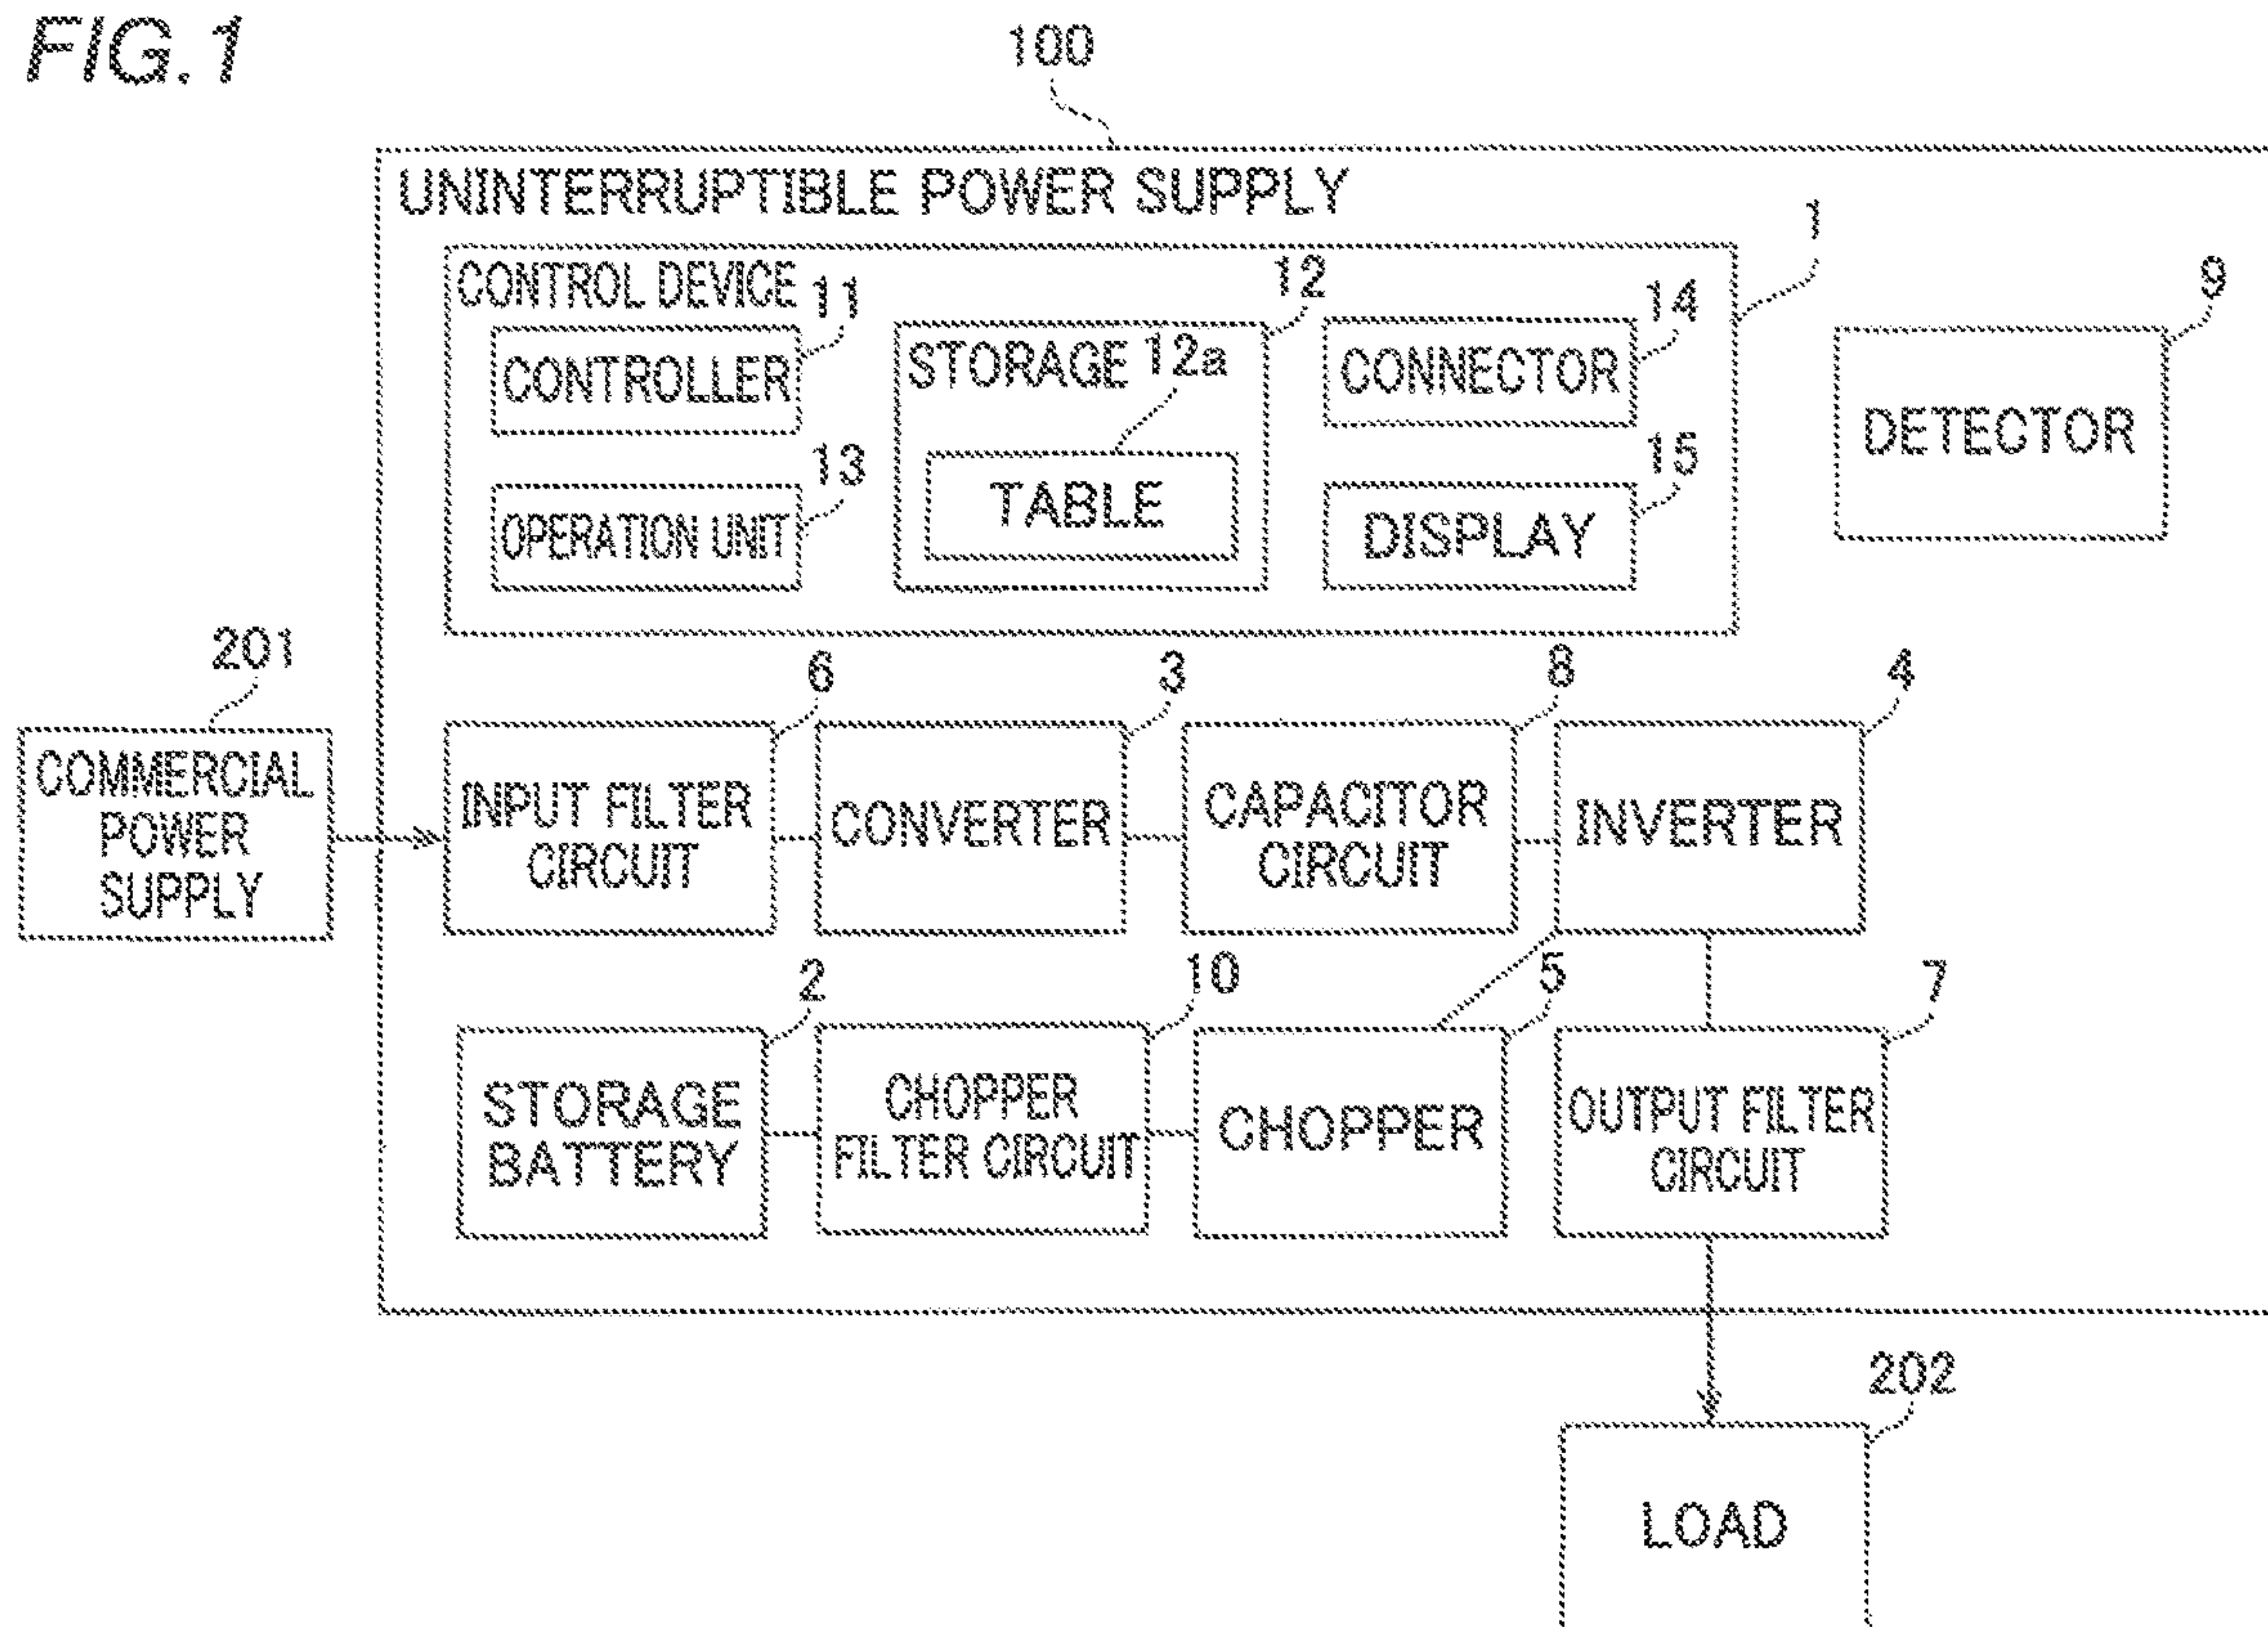 FIG. 1
100
UNINTERRUPTIBLE POWER SUPPLY
1
CONTROL DEVICE
11
CONTROLLER
12
STORAGE
12a
TABLE
14
CONNECTOR
9
DETECTOR
13
OPERATION UNIT
15
DISPLAY
201
COMMERCIAL
POWER
SUPPLY
6
INPUT FILTER
CIRCUIT
3
CONVERTER
8
CAPACITOR
CIRCUIT
4
INVERTER
2
STORAGE
BATTERY
10
CHOPPER
FILTER CIRCUIT
5
CHOPPER
7
OUTPUT FILTER
CIRCUIT
202
LOAD